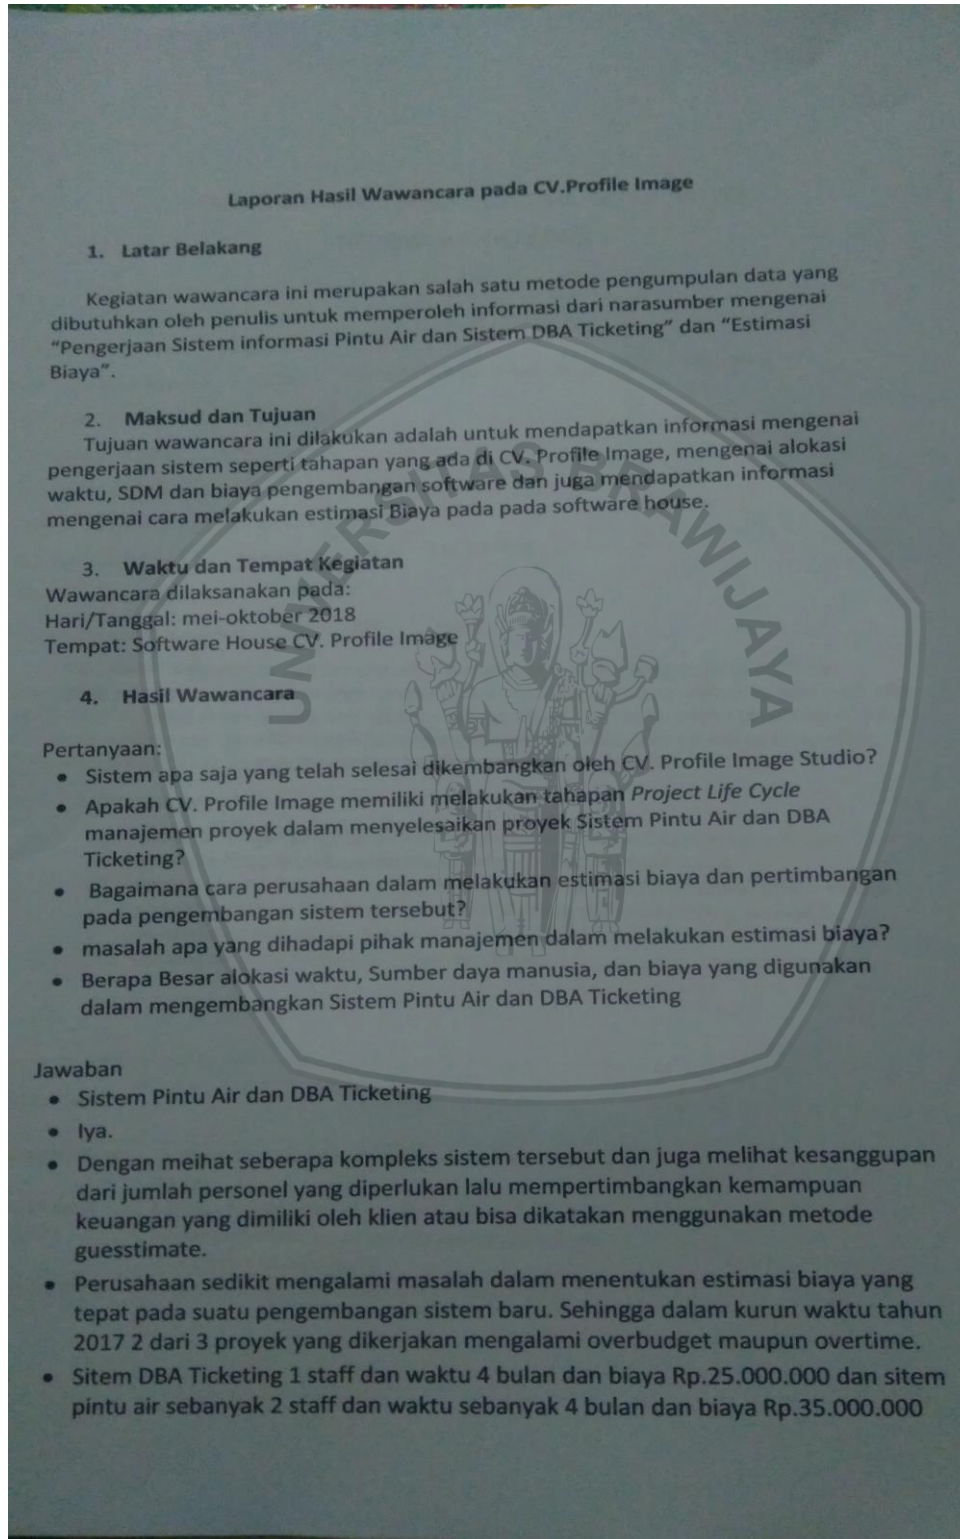 Laporan Hasil Wawancara pada CV.Profile Image
1. Latar Belakang
Kegiatan wawancara ini merupakan salah satu metode pengumpulan data yang
dibutuhkan oleh penulis untuk memperoleh informasi dari narasumber mengenai
"Pengerjaan Sistem informasi Pintu Air dan Sistem DBA Ticketing" dan "Estimasi
Biaya".
2. Maksud dan Tujuan
Tujuan wawancara ini dilakukan adalah untuk mendapatkan informasi mengenai
pengerjaan sistem seperti tahapan yang ada di CV. Profile Image, mengenai alokasi
waktu, SDM dan biaya pengembangan software dan juga mendapatkan informasi
mengenai cara melakukan estimasi Biaya pada pada software house.
3. Waktu dan Tempat Kegiatan
Wawancara dilaksanakan pada:
Hari/Tanggal: mei-oktober 2018
Tempat: Software House CV. Profile Image
4. Hasil Wawancara
Pertanyaan:
• Sistem apa saja yang telah selesai dikembangkan oleh CV. Profile Image Studio?
• Apakah CV. Profile Image memiliki melakukan tahapan Project Life Cycle
manajemen proyek dalam menyelesaikan proyek Sistem Pintu Air dan DBA
Ticketing?
• Bagaimana cara perusahaan dalam melakukan estimasi biaya dan pertimbangan
pada pengembangan sistem tersebut?
• masalah apa yang dihadapi pihak manajemen dalam melakukan estimasi biaya?
• Berapa Besar alokasi waktu, Sumber daya manusia, dan biaya yang digunakan
dalam mengembangkan Sistem Pintu Air dan DBA Ticketing
Jawaban
• Sistem Pintu Air dan DBA Ticketing
• Iya.
• Dengan meihat seberapa kompleks sistem tersebut dan juga melihat kesanggupan
dari jumlah personel yang diperlukan lalu mempertimbangkan kemampuan
keuangan yang dimiliki oleh klien atau bisa dikatakan menggunakan metode
guesstimate.
• Perusahaan sedikit mengalami masalah dalam menentukan estimasi biaya yang
tepat pada suatu pengembangan sistem baru. Sehingga dalam kurun waktu tahun
2017 2 dari 3 proyek yang dikerjakan mengalami overbudget maupun overtime.
• Sitem DBA Ticketing 1 staff dan waktu 4 bulan dan biaya Rp.25.000.000 dan sitem
pintu air sebanyak 2 staff dan waktu sebanyak 4 bulan dan biaya Rp.35.000.000
UNIVERSITAS BRAWIJAYA